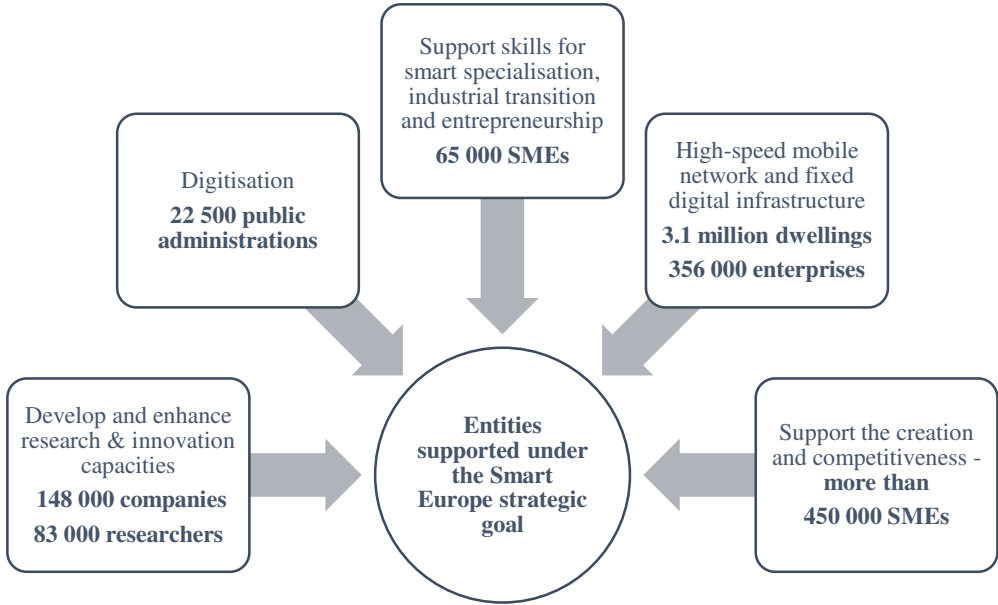 Support skills for
smart specialisation,
industrial transition
and entrepreneurship
65 000 SMEs
Digitisation
22 500 public
administrations
High-speed mobile
network and fixed
digital infrastructure
3.1 million dwellings
356 000 enterprises
Develop and enhance
research & innovation
capacities
148 000 companies
83 000 researchers
Entities
supported under
the Smart
Europe strategic
goal
Support the creation
and competitiveness -
more than
450 000 SMEs